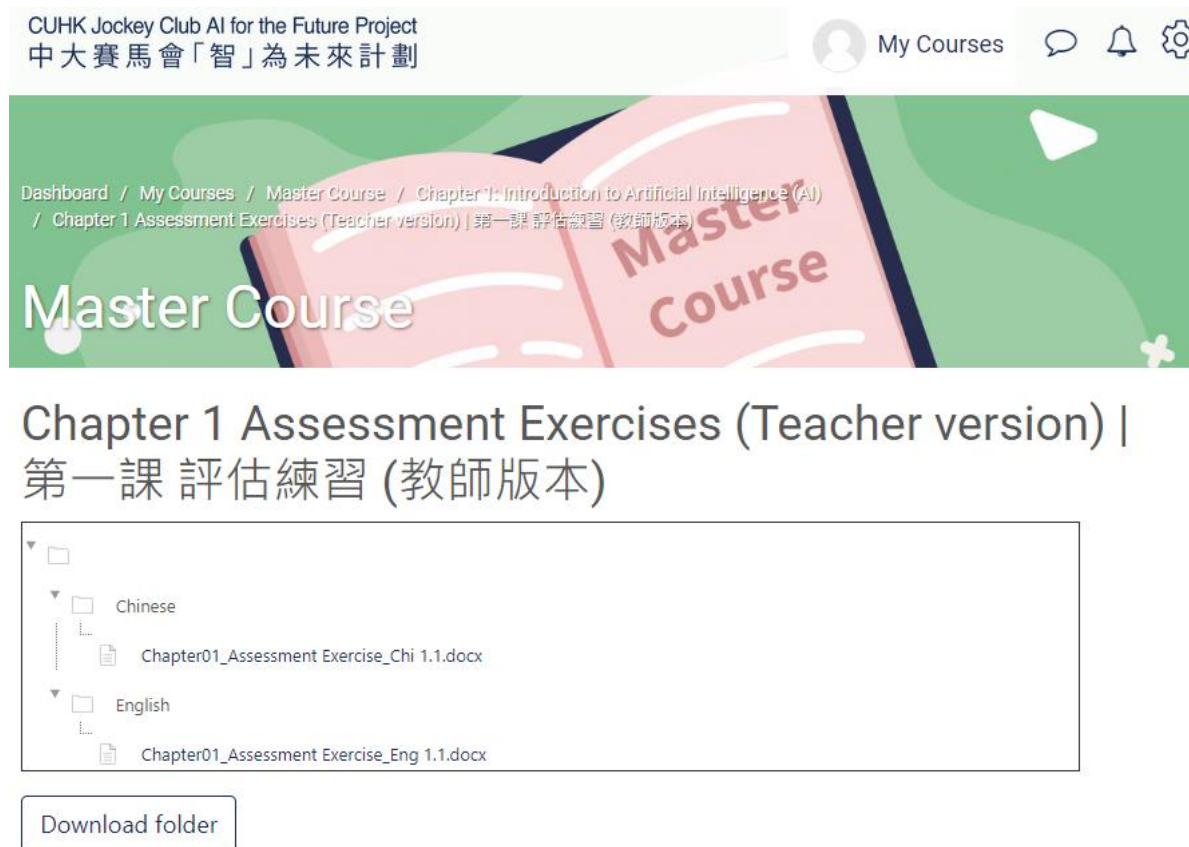 CUHK Jockey Club AI for the Future Project
中大賽馬會「智」為未來計劃
My Courses
Dashboard / My Courses / Master Course / Chapter 1: Introduction to Artificial Intelligence (AI)
/ Chapter 1 Assessment Exercises (Teacher version) | 第一課 評估練習 (教師版本)
Master Course
Master
Course
Chapter 1 Assessment Exercises (Teacher version) |
第一課 評估練習 (教師版本)
Chinese
Chapter01_Assessment Exercise_Chi 1.1.docx
English
Chapter01_Assessment Exercise_Eng 1.1.docx
Download folder